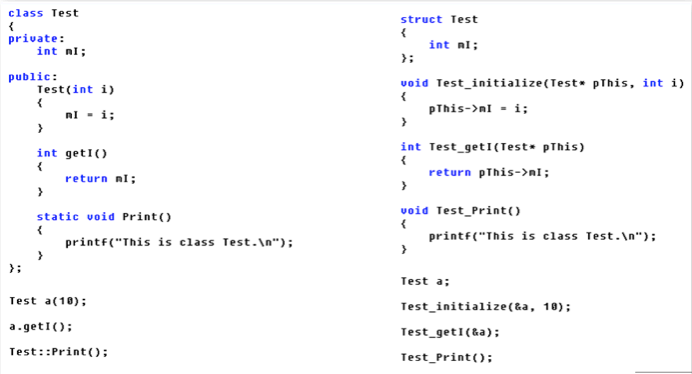 class Test
{
private:
    int mI;

public:
    Test(int i)
    {
        mI = i;
    }

    int getI()
    {
        return mI;
    }

    static void Print()
    {
        printf("This is class Test.\n");
    }
};

Test a(10);

a.getI();

Test::Print();

struct Test
{
    int mI;
};

void Test_initialize(Test* pThis, int i)
{
    pThis->mI = i;
}

int Test_getI(Test* pThis)
{
    return pThis->mI;
}

void Test_Print()
{
    printf("This is class Test.\n");
}

Test a;

Test_initialize(&a, 10);

Test_getI(&a);

Test_Print();